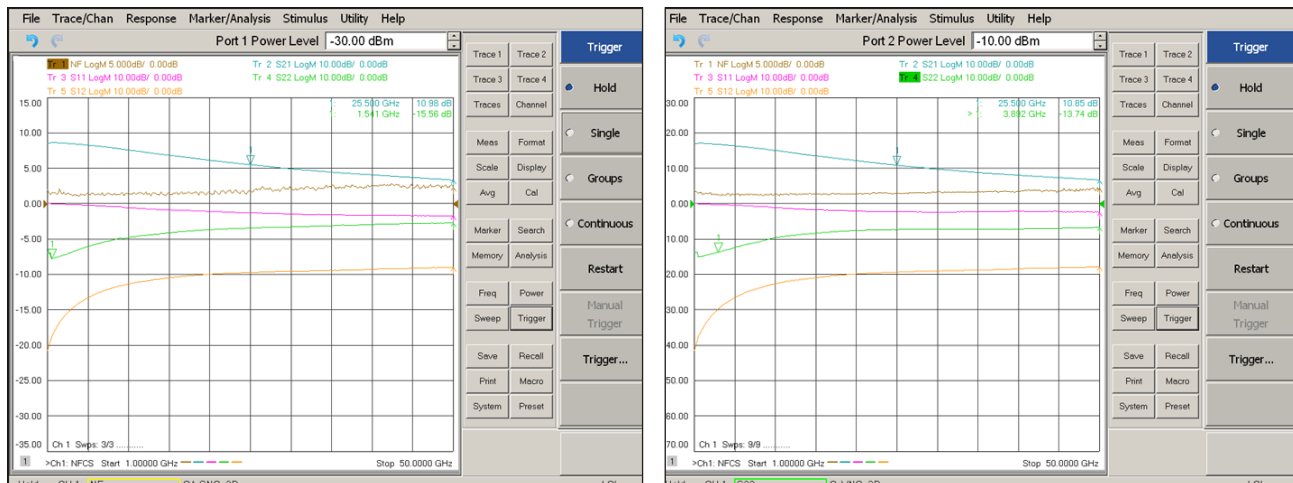 File Trace/Chan Response Marker/Analysis Stimulus Utility Help
Port 1 Power Level -30.00 dBm
Tr 1 NF LogM 5.000dB/ 0.00dB
Tr 2 S21 LogM 10.00dB/ 0.00dB
Tr 3 S11 LogM 10.00dB/ 0.00dB
Tr 4 S22 LogM 10.00dB/ 0.00dB
Tr 5 S12 LogM 10.00dB/ 0.00dB
25.500 GHz 10.98 dB
1.541 GHz -15.56 dB
15.00
10.00
5.00
0.00
-5.00
-10.00
-15.00
-20.00
-25.00
-30.00
-35.00
1
1
Ch 1 Swps: 3/3
1 >Ch1: NFCS Start 1.00000 GHz Stop 50.0000 GHz
Trace 1 Trace 2
Trace 3 Trace 4
Traces Channel
Meas Format
Scale Display
Avg Cal
Marker Search
Memory Analysis
Freq Power
Sweep Trigger
Save Recall
Print Macro
System Preset
Trigger
Hold
Single
Groups
Continuous
Restart
Manual
Trigger
Trigger...
File Trace/Chan Response Marker/Analysis Stimulus Utility Help
Port 2 Power Level -10.00 dBm
Tr 1 NF LogM 5.000dB/ 0.00dB
Tr 2 S21 LogM 10.00dB/ 0.00dB
Tr 3 S11 LogM 10.00dB/ 0.00dB
Tr 4 S22 LogM 10.00dB/ 0.00dB
Tr 5 S12 LogM 10.00dB/ 0.00dB
25.500 GHz 10.85 dB
> 1: 3.892 GHz -13.74 dB
30.00
20.00
10.00
0.00
10.00
20.00
30.00
40.00
50.00
60.00
70.00
1
1
Ch 1 Swps: 9/9
1 >Ch1: NFCS Start 1.00000 GHz Stop 50.0000 GHz
Trace 1 Trace 2
Trace 3 Trace 4
Traces Channel
Meas Format
Scale Display
Avg Cal
Marker Search
Memory Analysis
Freq Power
Sweep Trigger
Save Recall
Print Macro
System Preset
Trigger
Hold
Single
Groups
Continuous
Restart
Manual
Trigger
Trigger...